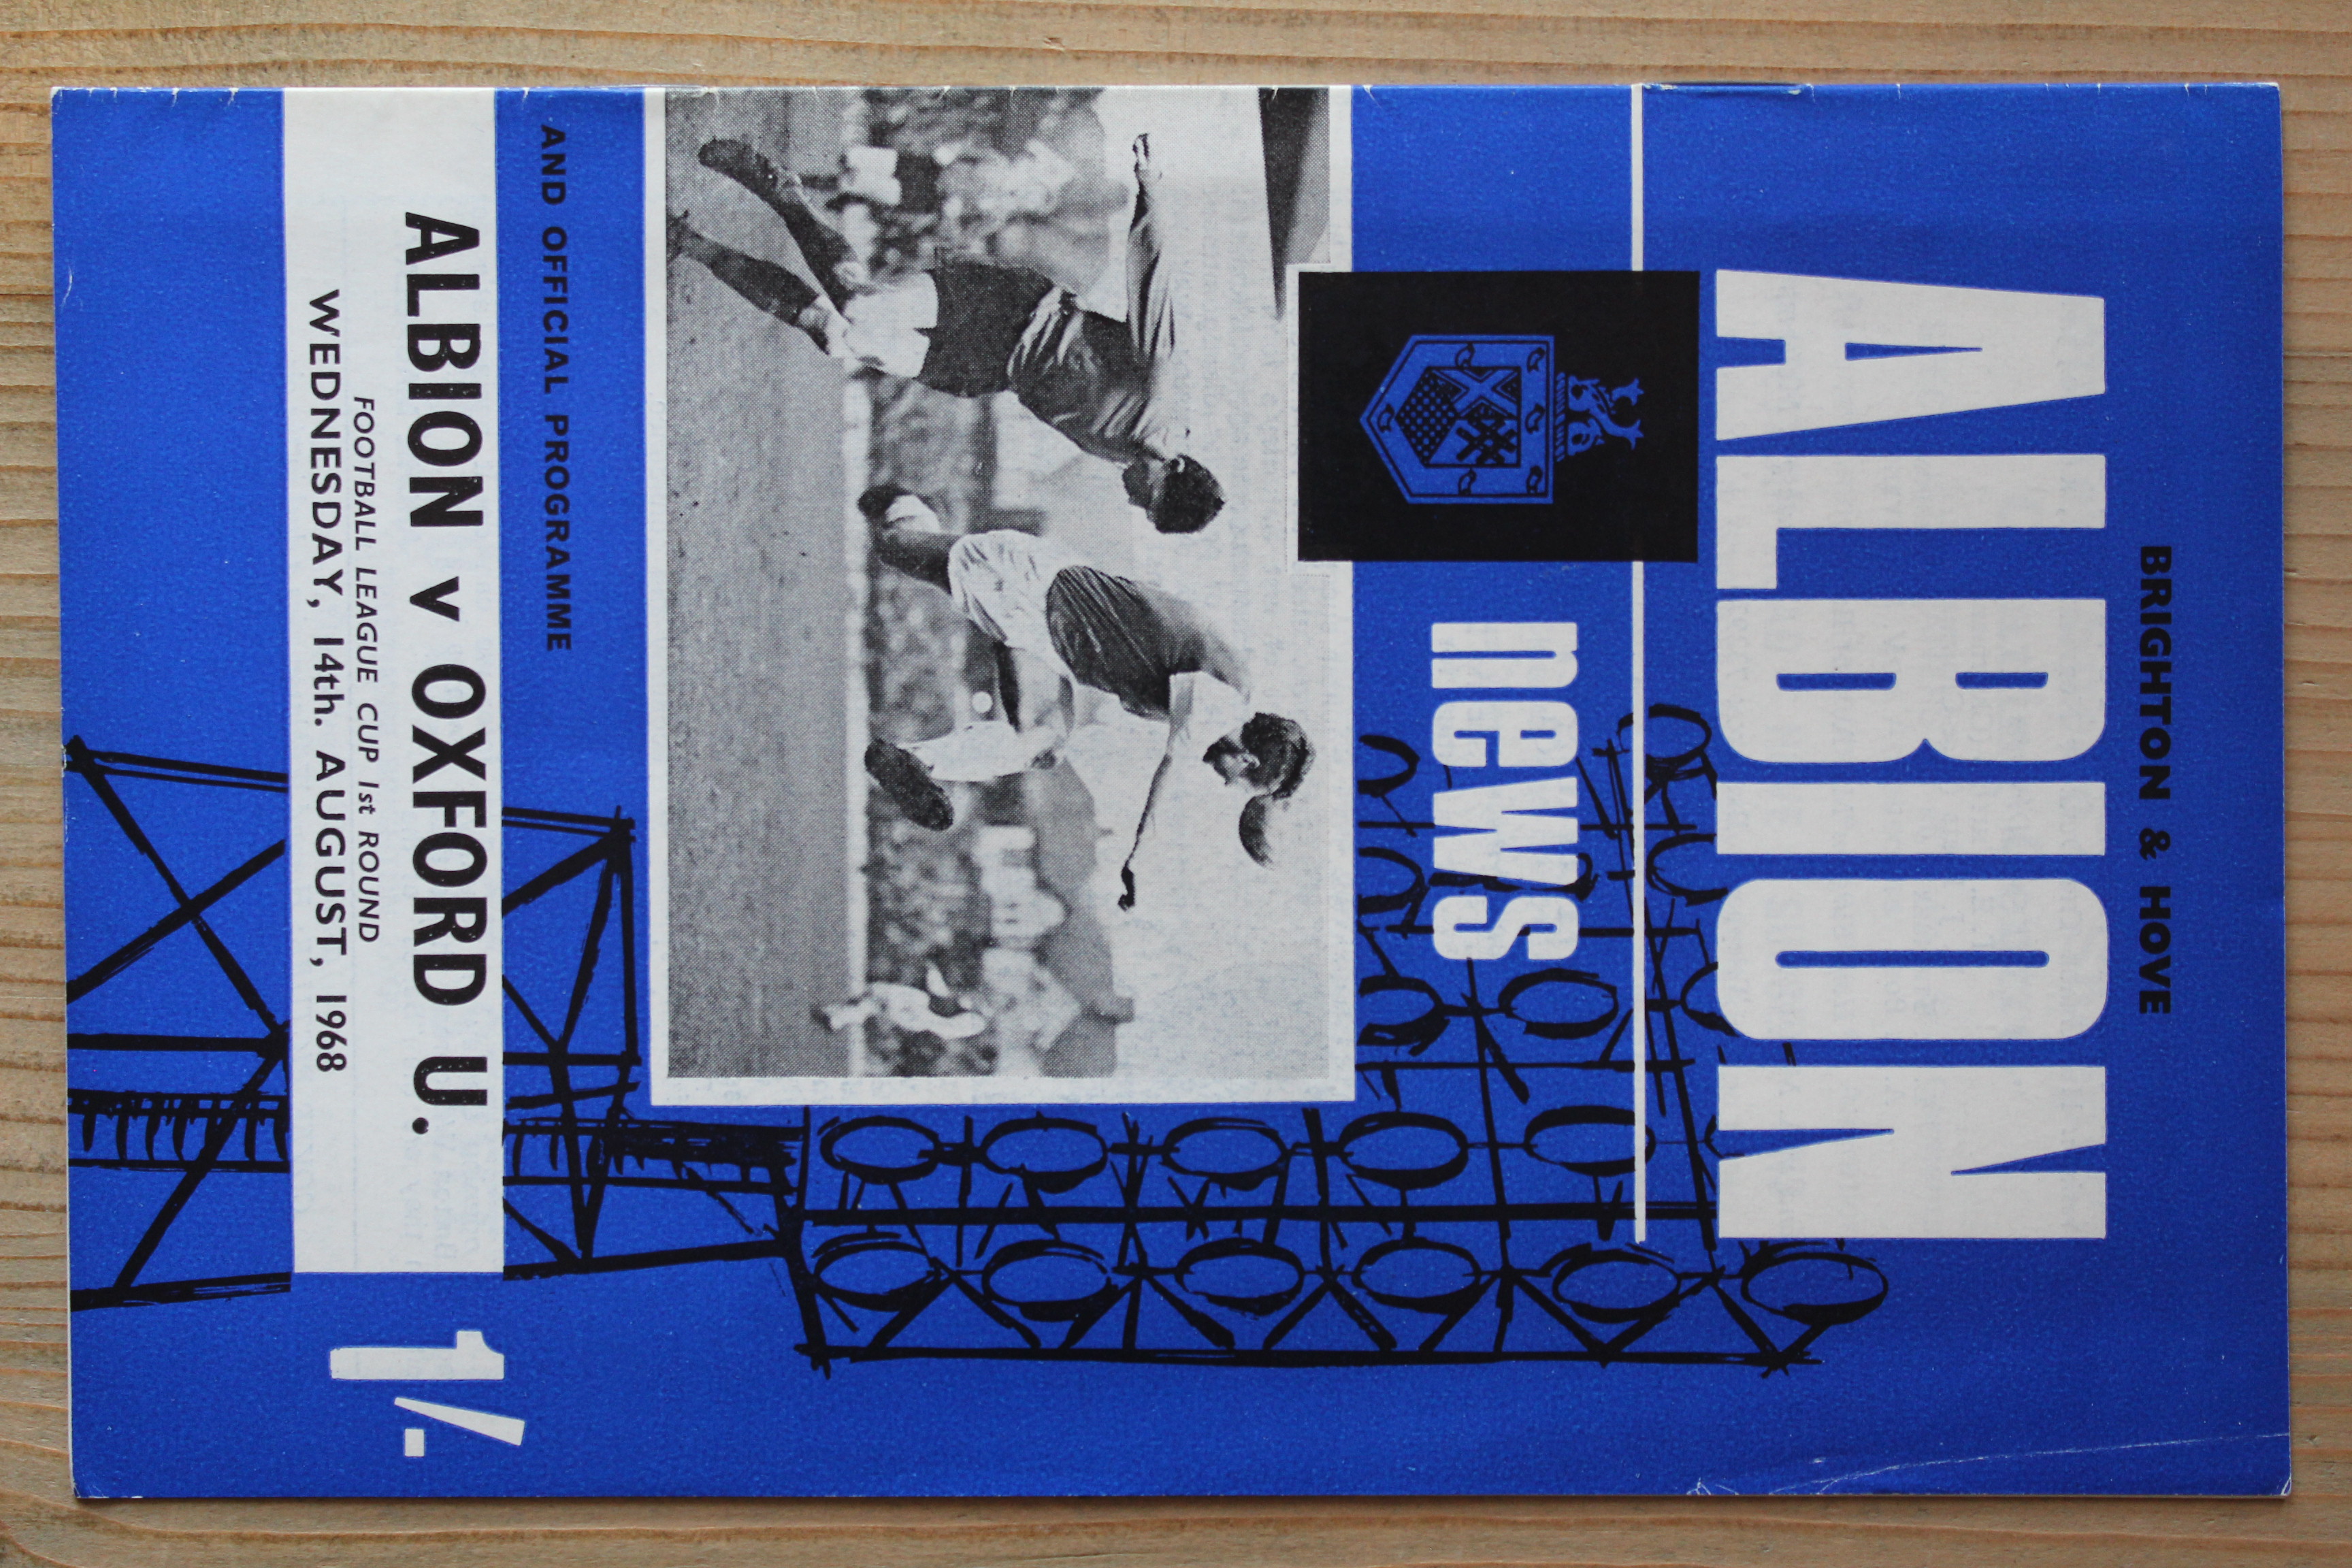 BRIGHTON & HOVE
ALBION
news
AND OFFICIAL PROGRAMME
ALBION v OXFORD U.
FOOTBALL LEAGUE CUP 1st ROUND
WEDNESDAY, 14th. AUGUST, 1968
1/-